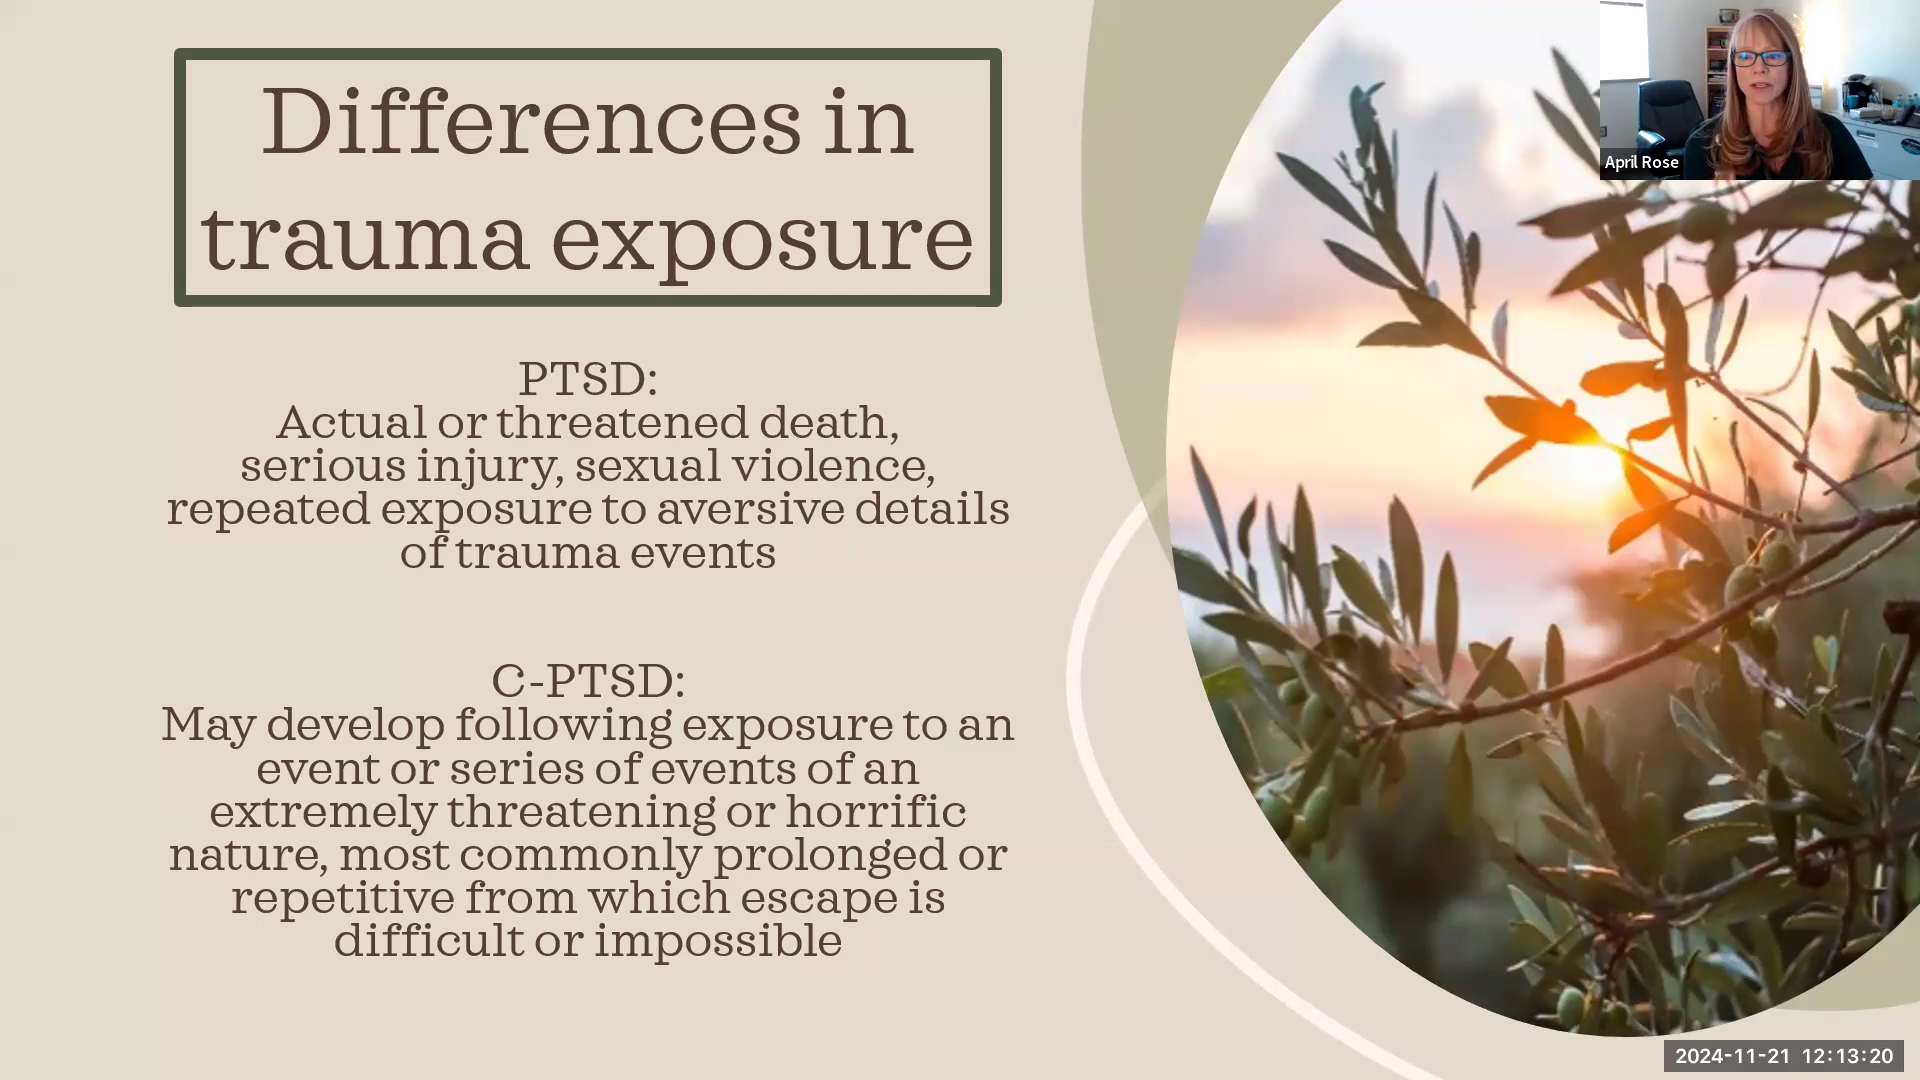 Differences in
trauma exposure
PTSD:
Actual or threatened death,
serious injury, sexual violence,
repeated exposure to aversive details
of trauma events
C-PTSD:
May develop following exposure to an
event or series of events of an
extremely threatening or horrific
nature, most commonly prolonged or
repetitive from which escape is
difficult or impossible
April Rose
2024-11-21 12:13:20